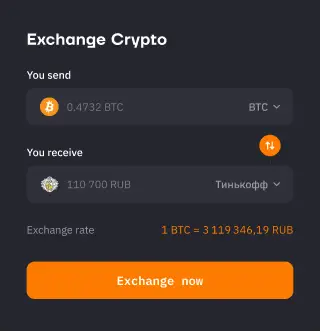 Exchange Crypto
You send
0.4732 BTC BTC
You receive
110 700 RUB Тинькофф
Exchange rate 1 BTC = 3 119 346,19 RUB
Exchange now